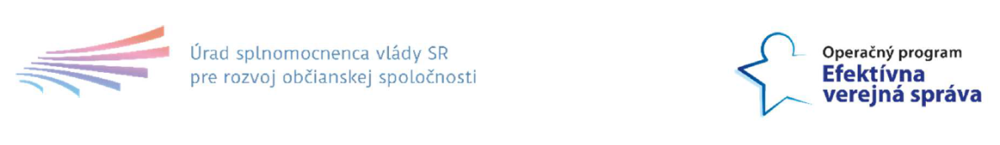 Úrad splnomocnenca vlády SR
pre rozvoj občianskej spoločnosti
Operačný program
Efektívna
verejná správa